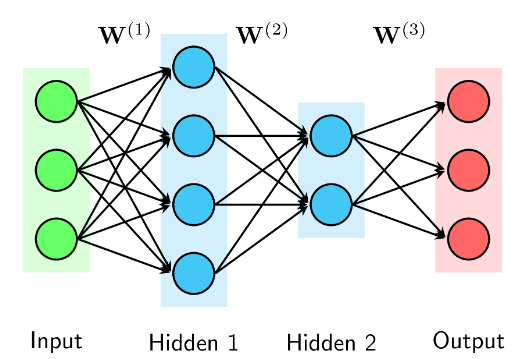 W(1) W(2) W(3)
Input Hidden 1 Hidden 2 Output